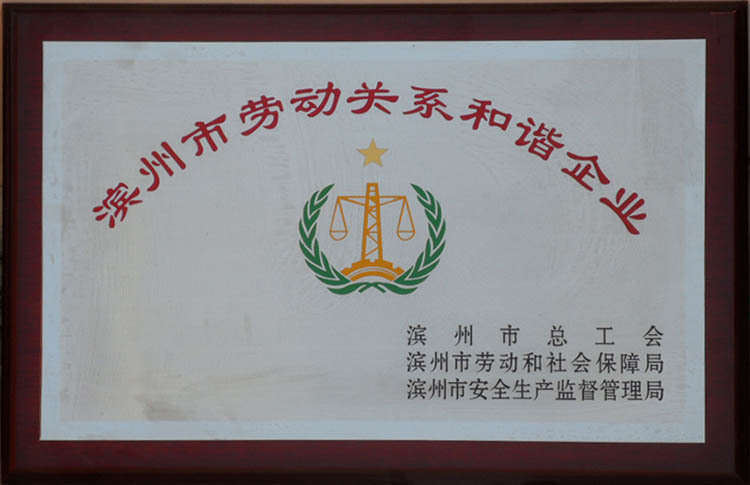 滨州市劳动关系和谐企业
滨州市总工会
滨州市劳动和社会保障局
滨州市安全生产监督管理局